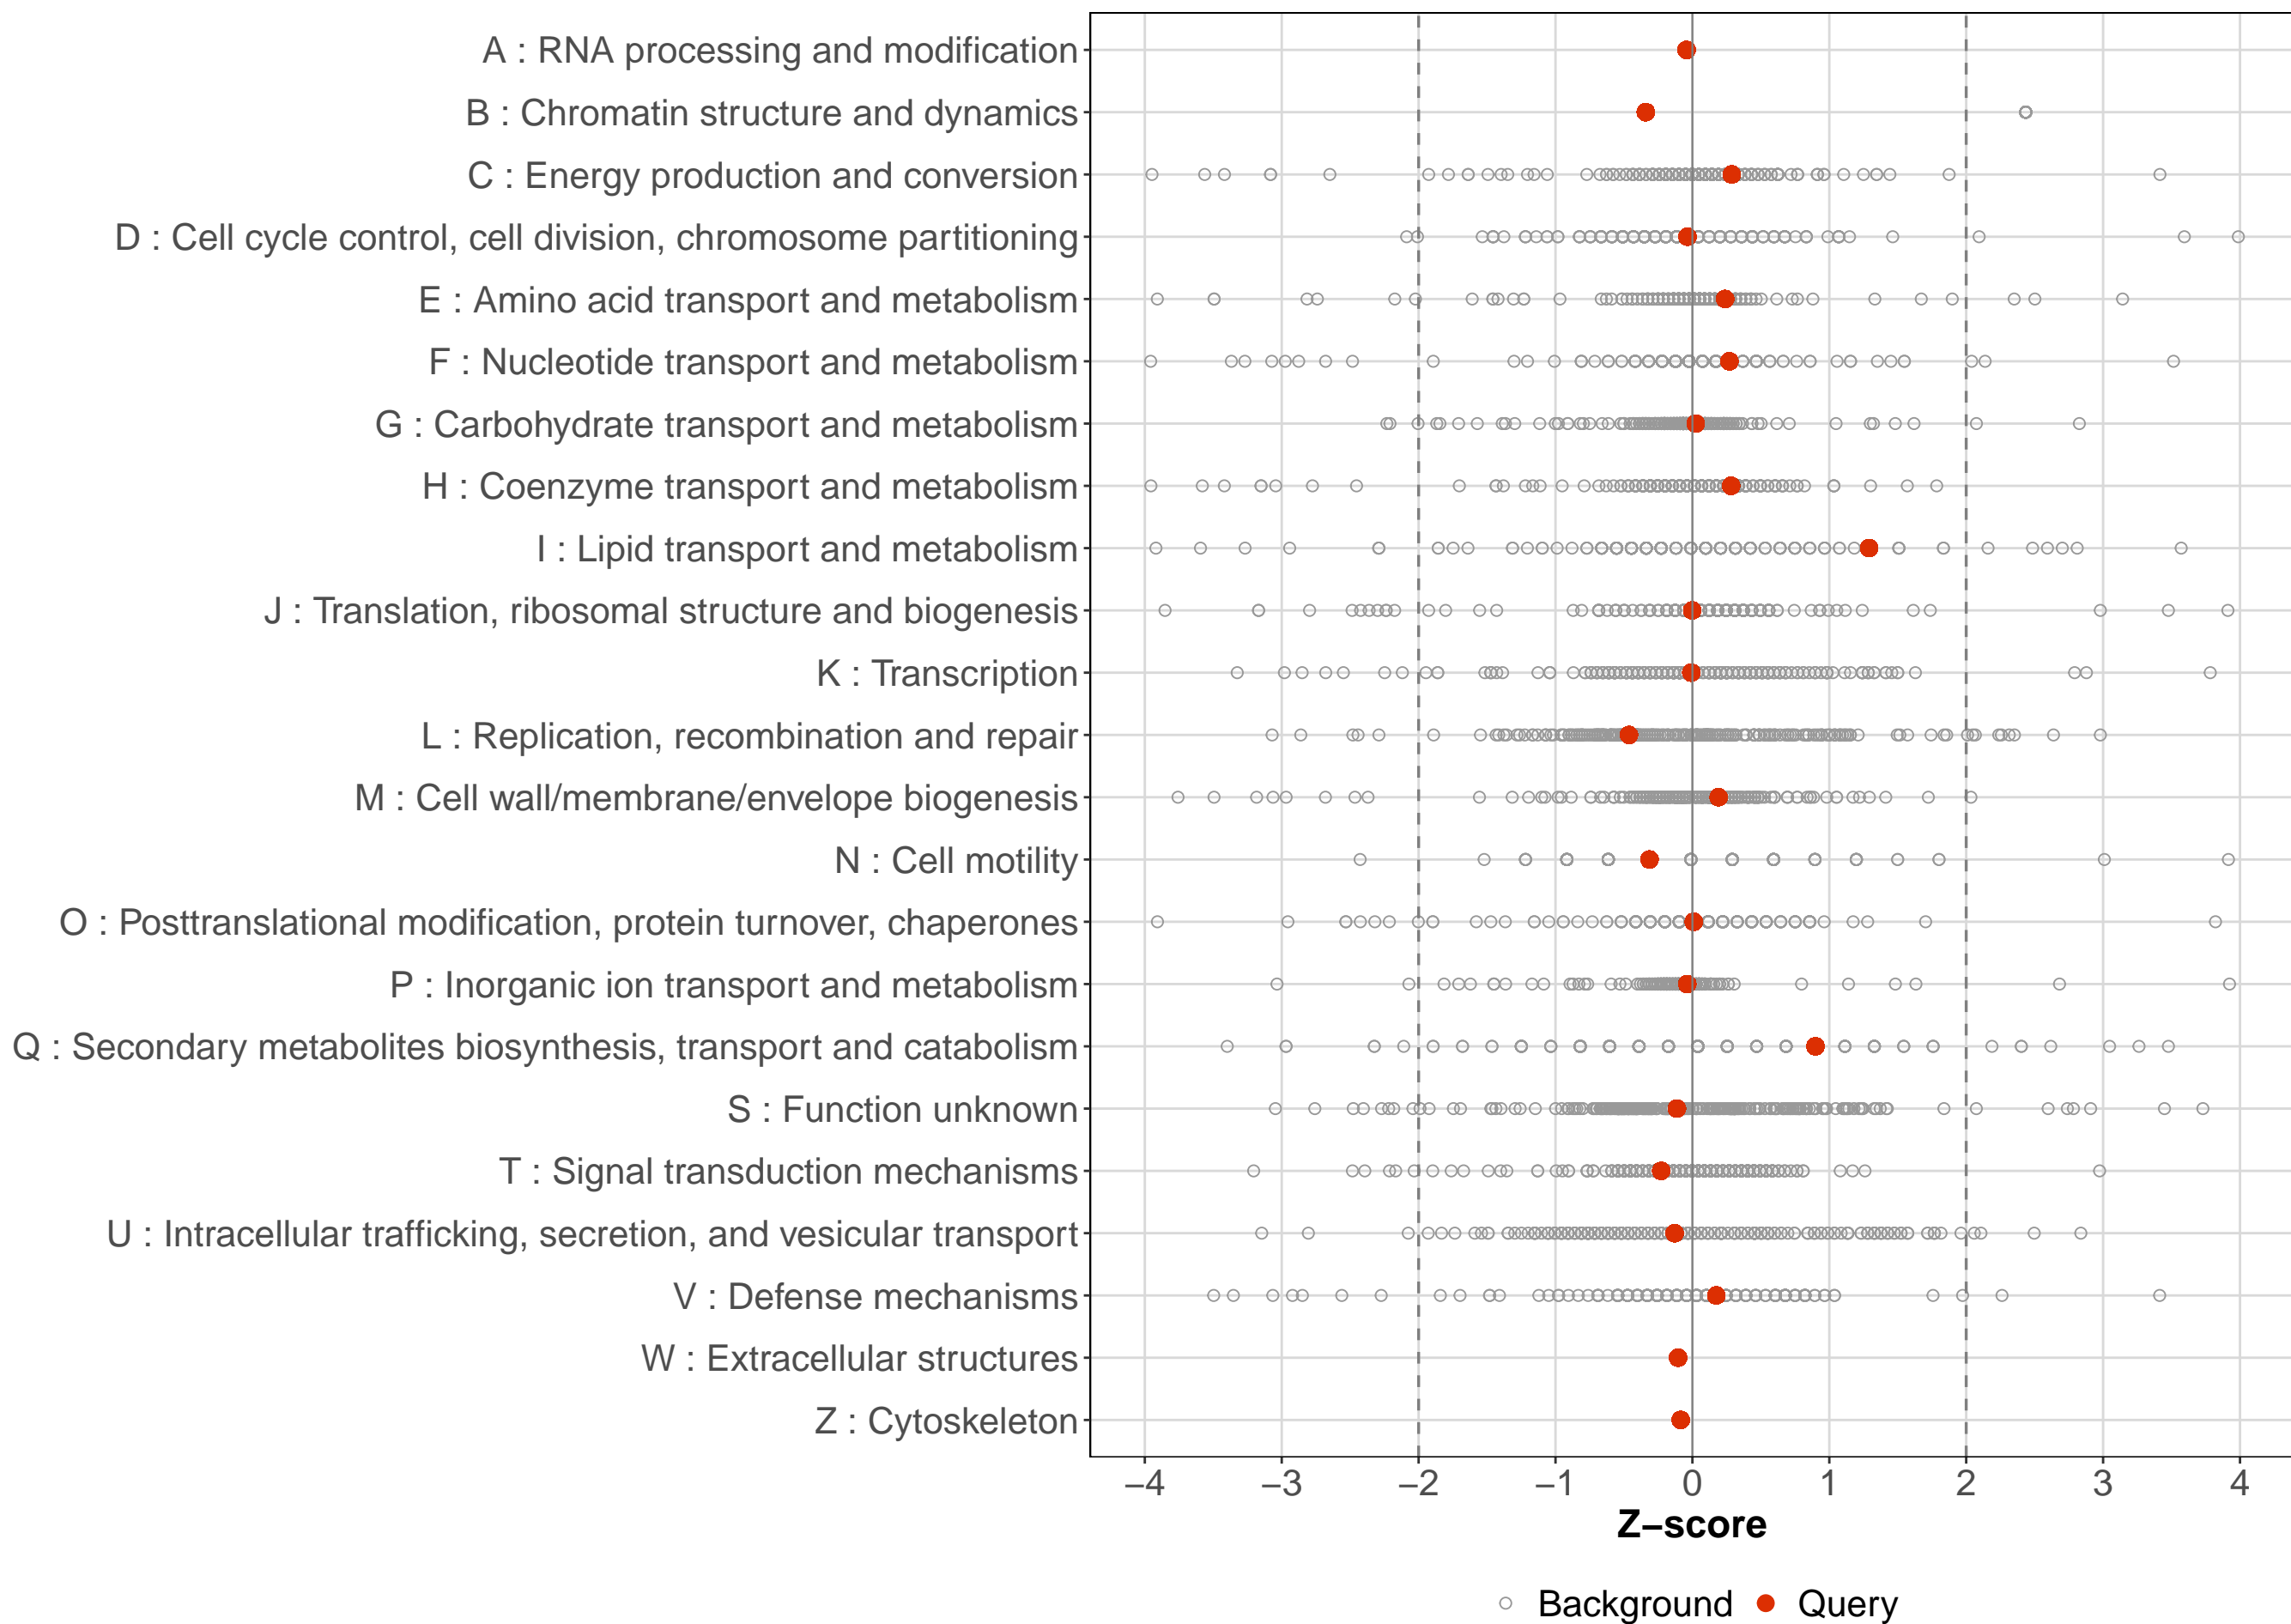 A : RNA processing and modification
B : Chromatin structure and dynamics
C : Energy production and conversion
D : Cell cycle control, cell division, chromosome partitioning
E : Amino acid transport and metabolism
F : Nucleotide transport and metabolism
G : Carbohydrate transport and metabolism
H : Coenzyme transport and metabolism
I : Lipid transport and metabolism
J : Translation, ribosomal structure and biogenesis
K : Transcription
L : Replication, recombination and repair
M : Cell wall/membrane/envelope biogenesis
N : Cell motility
O : Posttranslational modification, protein turnover, chaperones
P : Inorganic ion transport and metabolism
Q : Secondary metabolites biosynthesis, transport and catabolism
S : Function unknown
T : Signal transduction mechanisms
U : Intracellular trafficking, secretion, and vesicular transport
V : Defense mechanisms
W : Extracellular structures
Z : Cytoskeleton
−4 −3 −2 −1 0 1 2 3 4
Z−score
Background Query